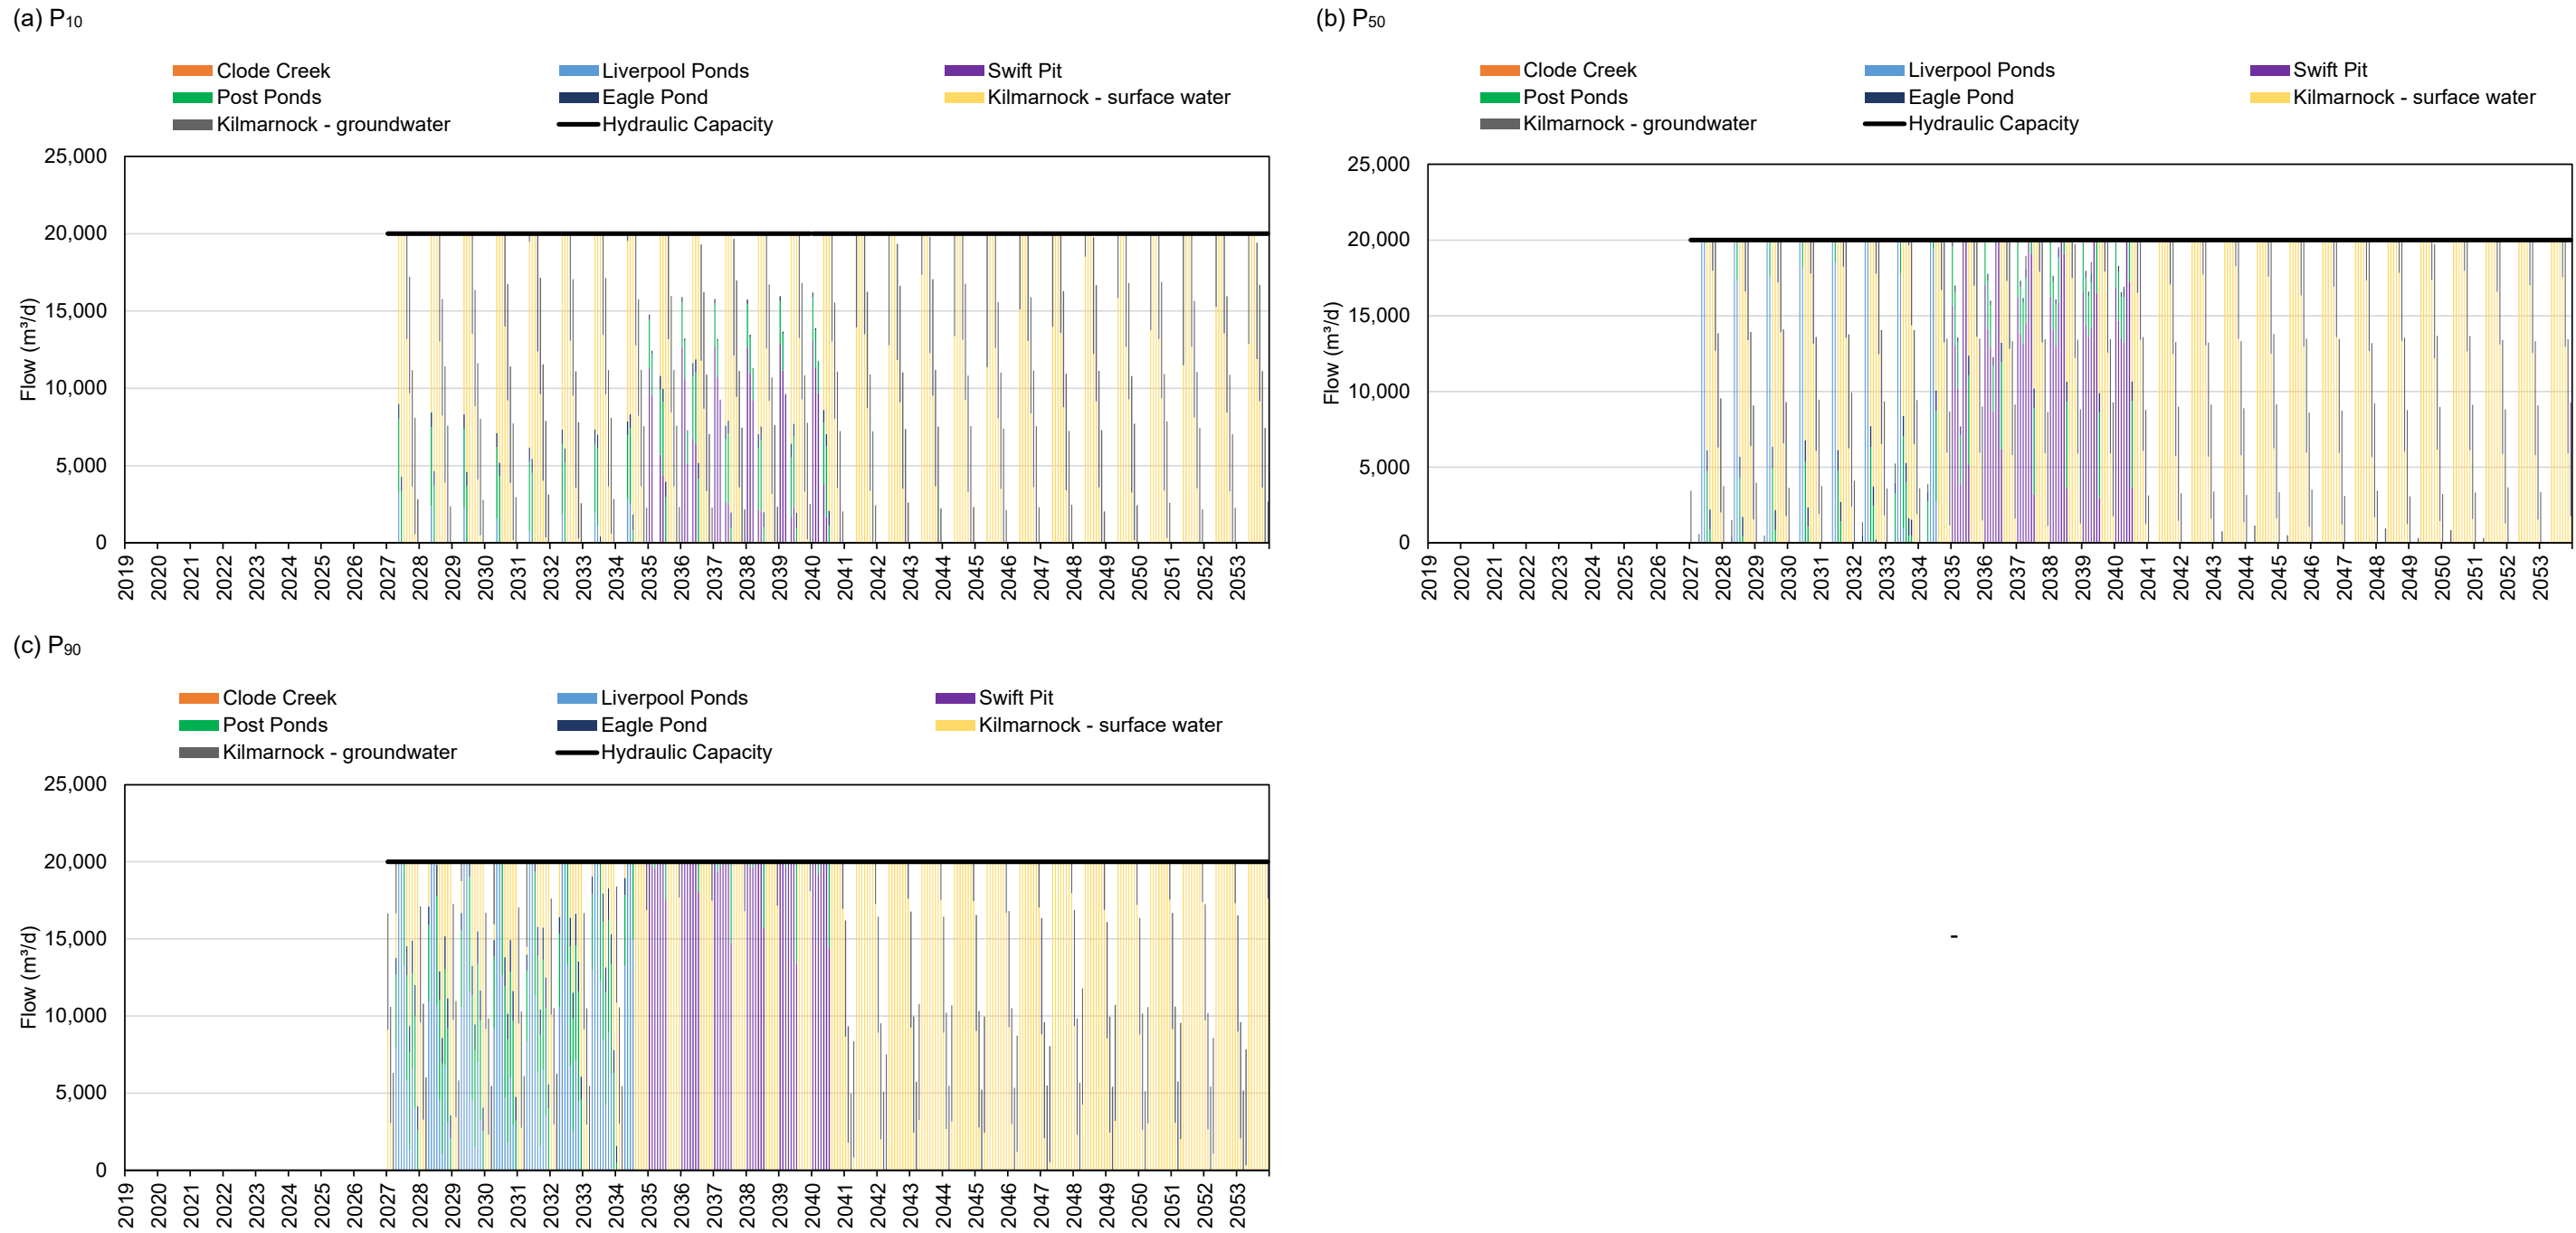 (a) P10
Clode Creek Liverpool Ponds Swift Pit
Post Ponds Eagle Pond Kilmarnock - surface water
Kilmarnock - groundwater Hydraulic Capacity
25,000
20,000
15,000
10,000
5,000
0
Flow (m³/d)
2019 2020 2021 2022 2023 2024 2025 2026 2027 2028 2029 2030 2031 2032 2033 2034 2035 2036 2037 2038 2039 2040 2041 2042 2043 2044 2045 2046 2047 2048 2049 2050 2051 2052 2053
(b) P50
Clode Creek Liverpool Ponds Swift Pit
Post Ponds Eagle Pond Kilmarnock - surface water
Kilmarnock - groundwater Hydraulic Capacity
25,000
20,000
15,000
10,000
5,000
0
Flow (m³/d)
2019 2020 2021 2022 2023 2024 2025 2026 2027 2028 2029 2030 2031 2032 2033 2034 2035 2036 2037 2038 2039 2040 2041 2042 2043 2044 2045 2046 2047 2048 2049 2050 2051 2052 2053
(c) P90
Clode Creek Liverpool Ponds Swift Pit
Post Ponds Eagle Pond Kilmarnock - surface water
Kilmarnock - groundwater Hydraulic Capacity
25,000
20,000
15,000
10,000
5,000
0
Flow (m³/d)
2019 2020 2021 2022 2023 2024 2025 2026 2027 2028 2029 2030 2031 2032 2033 2034 2035 2036 2037 2038 2039 2040 2041 2042 2043 2044 2045 2046 2047 2048 2049 2050 2051 2052 2053
-